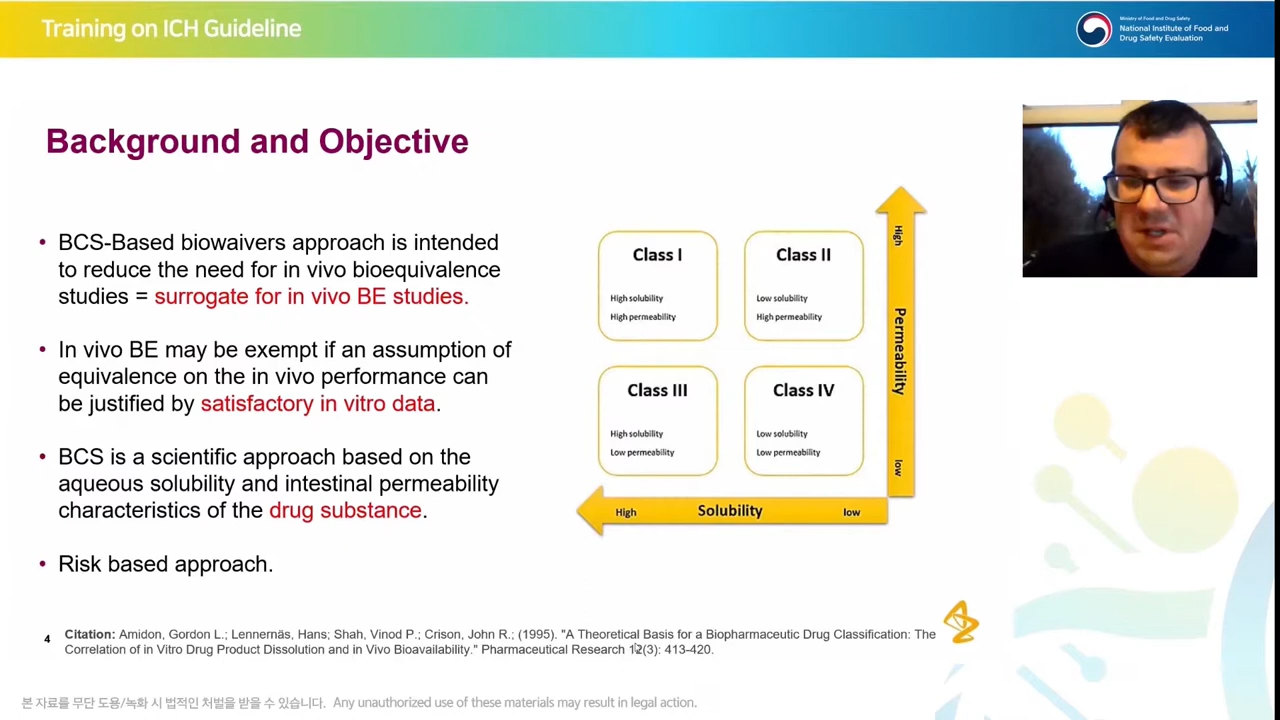 Training on ICH Guideline
Ministry of Food and Drug Safety
National Institute of Food and
Drug Safety Evaluation
Background and Objective
• BCS-Based biowaivers approach is intended
to reduce the need for in vivo bioequivalence
studies = surrogate for in vivo BE studies.
• In vivo BE may be exempt if an assumption of
equivalence on the in vivo performance can
be justified by satisfactory in vitro data.
• BCS is a scientific approach based on the
aqueous solubility and intestinal permeability
characteristics of the drug substance.
• Risk based approach.
Class I
High solubility
High permeability
Class II
Low solubility
High permeability
Class III
High solubility
Low permeability
Class IV
Low solubility
Low permeability
High
Permeability
low
High Solubility low
4
Citation: Amidon, Gordon L.; Lennernäs, Hans; Shah, Vinod P.; Crison, John R.; (1995). "A Theoretical Basis for a Biopharmaceutic Drug Classification: The
Correlation of in Vitro Drug Product Dissolution and in Vivo Bioavailability." Pharmaceutical Research 12(3): 413-420.
본 자료를 무단 도용/녹화 시 법적인 처벌을 받을 수 있습니다. Any unauthorized use of these materials may result in legal action.